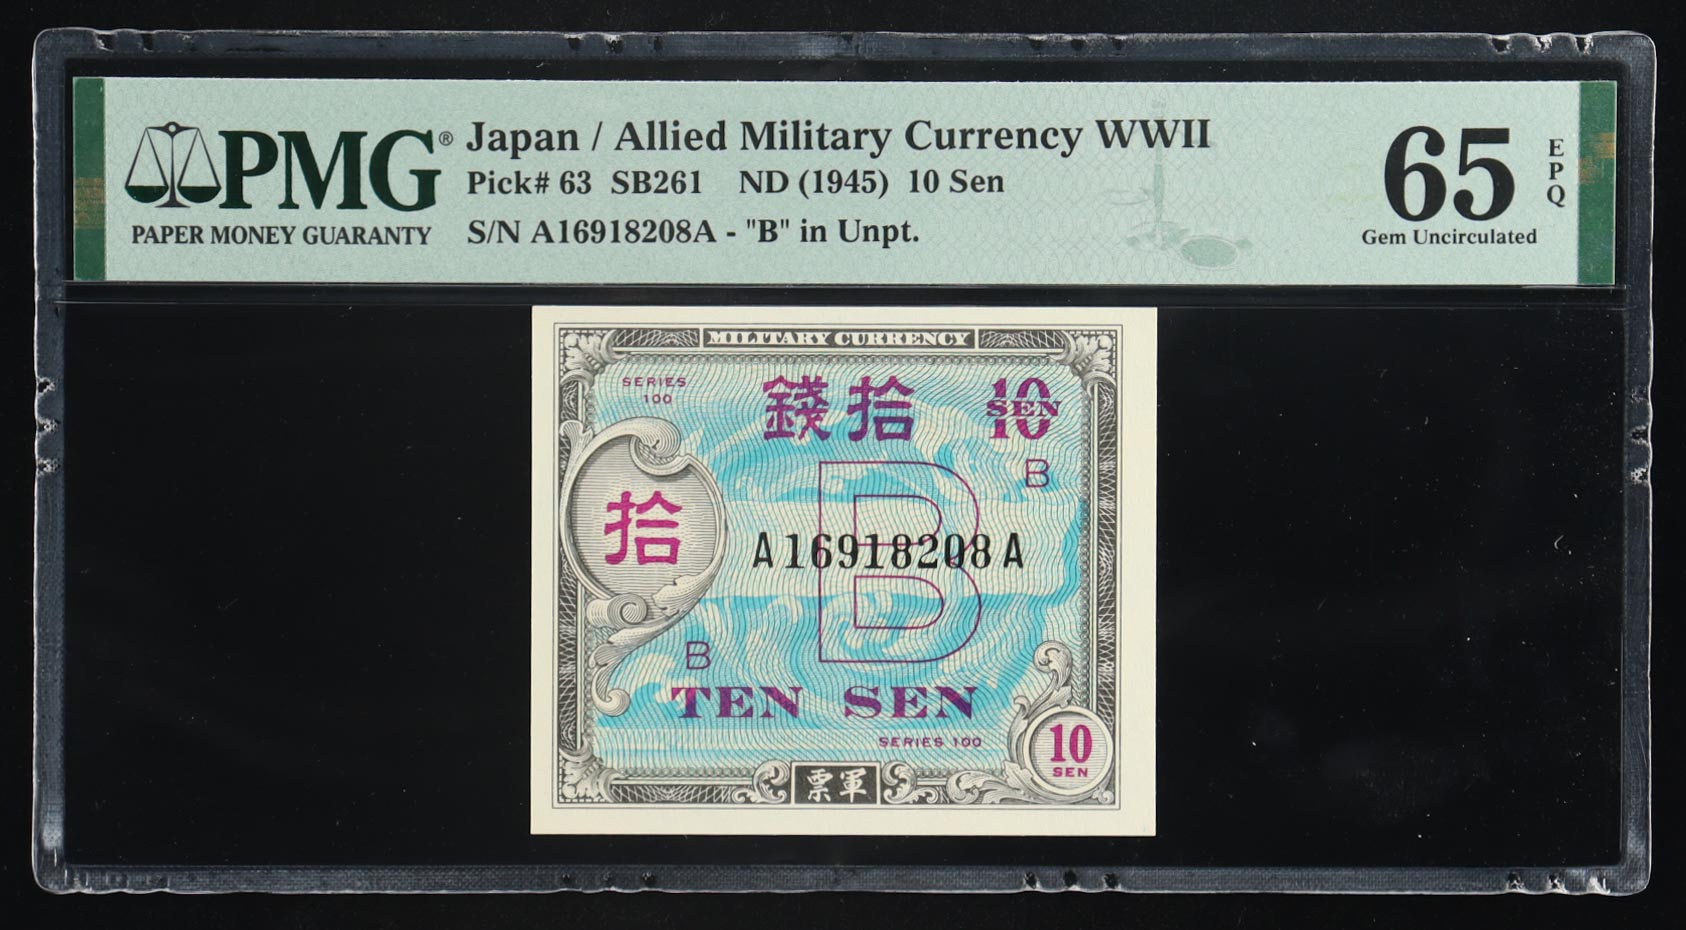 PMG®
PAPER MONEY GUARANTY
Japan / Allied Military Currency WWII
Pick# 63 SB261 ND (1945) 10 Sen
S/N A16918208A - "B" in Unpt.
65
EPQ
Gem Uncirculated
MILITARY CURRENCY
SERIES
100
錢拾
10
SEN
B
B
拾
A16918208A
B
TEN SEN
SERIES 100
10
SEN
票軍